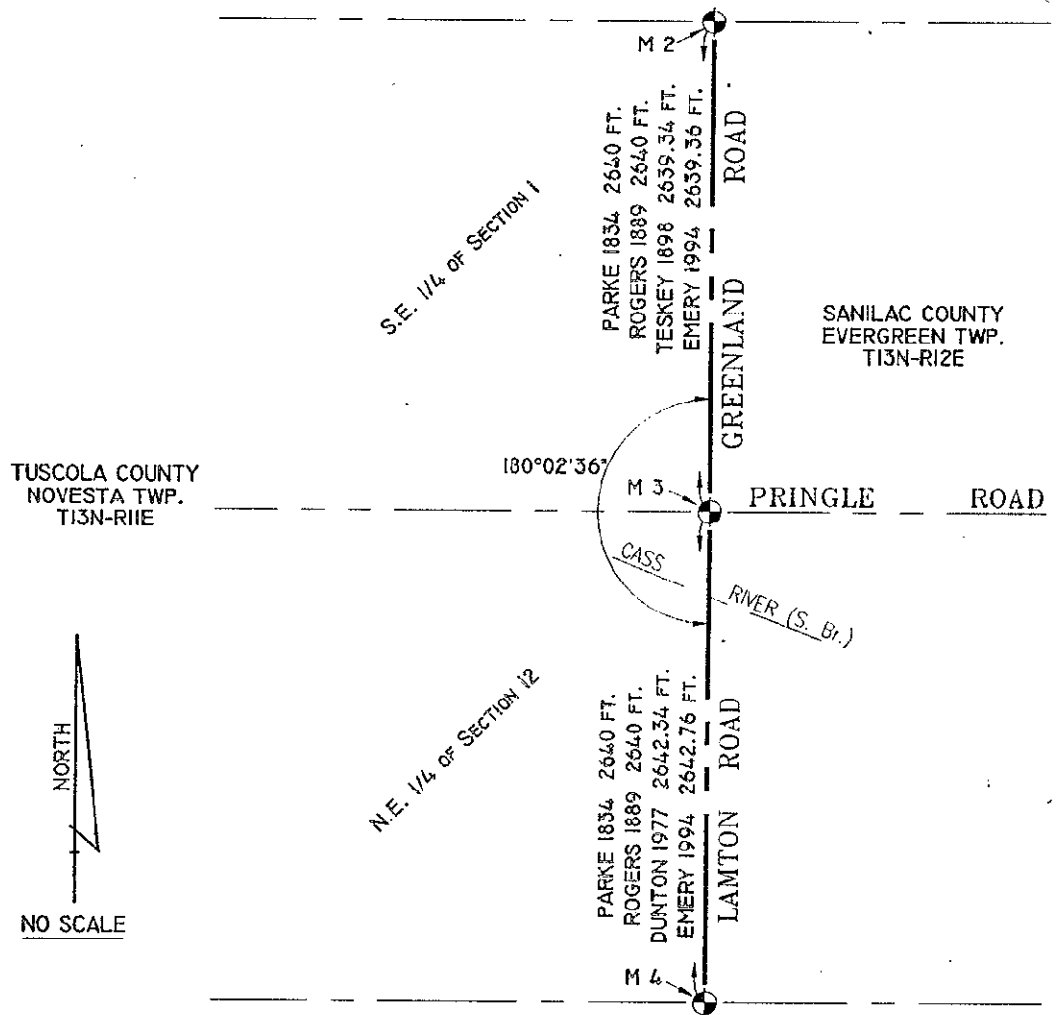 M 2
PARKE 1834 2640 FT.
ROGERS 1889 2640 FT.
TESKEY 1898 2639.34 FT.
EMERY 1994 2639.36 FT.
GREENLAND ROAD
S.E. 1/4 OF SECTION 1
SANILAC COUNTY
EVERGREEN TWP.
T13N-R12E
180°02'36"
TUSCOLA COUNTY
NOVESTA TWP.
T13N-R11E
M 3
PRINGLE ROAD
CASS RIVER (S. Br.)
N.E. 1/4 OF SECTION 12
PARKE 1834 2640 FT.
ROGERS 1889 2640 FT.
DUNTON 1977 2642.34 FT.
EMERY 1994 2642.76 FT.
LAMTON ROAD
NORTH
NO SCALE
M 4